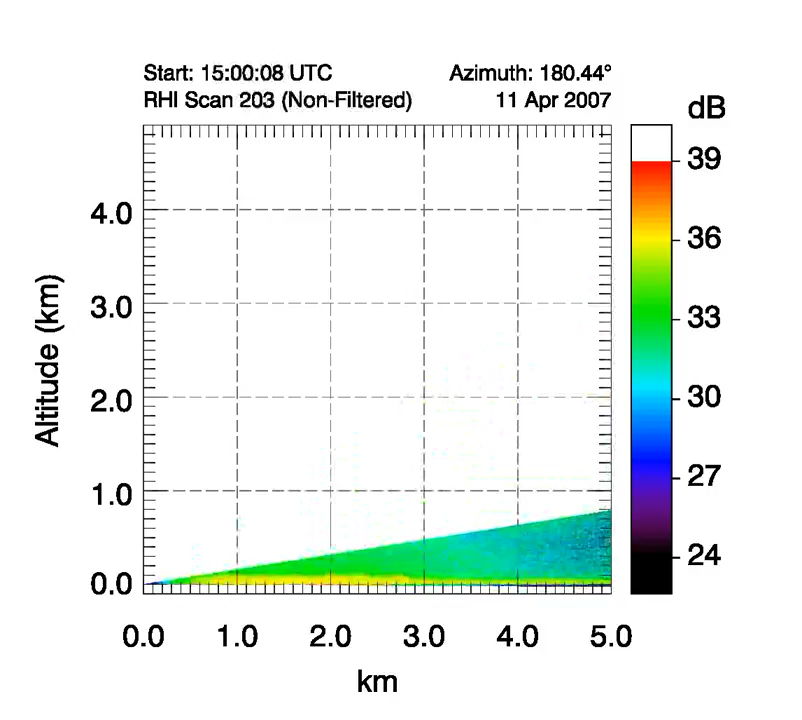 Start: 15:00:08 UTC
Azimuth: 180.44°
RHI Scan 203 (Non-Filtered)
11 Apr 2007
dB
39
36
33
30
27
24
Altitude (km)
4.0
3.0
2.0
1.0
0.0
0.0 1.0 2.0 3.0 4.0 5.0
km